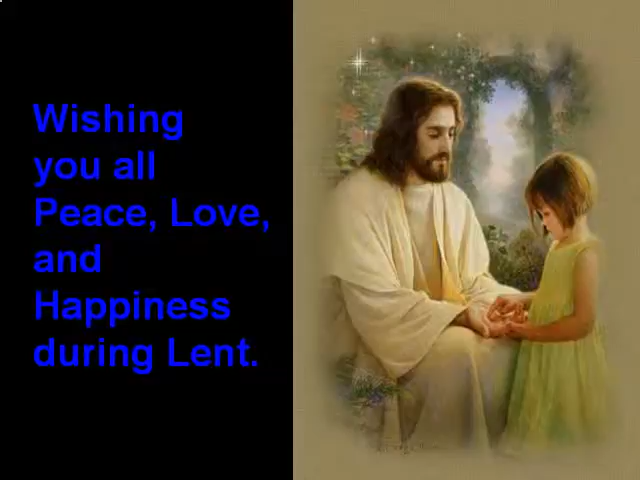 Wishing
you all
Peace, Love,
and
Happiness
during Lent.